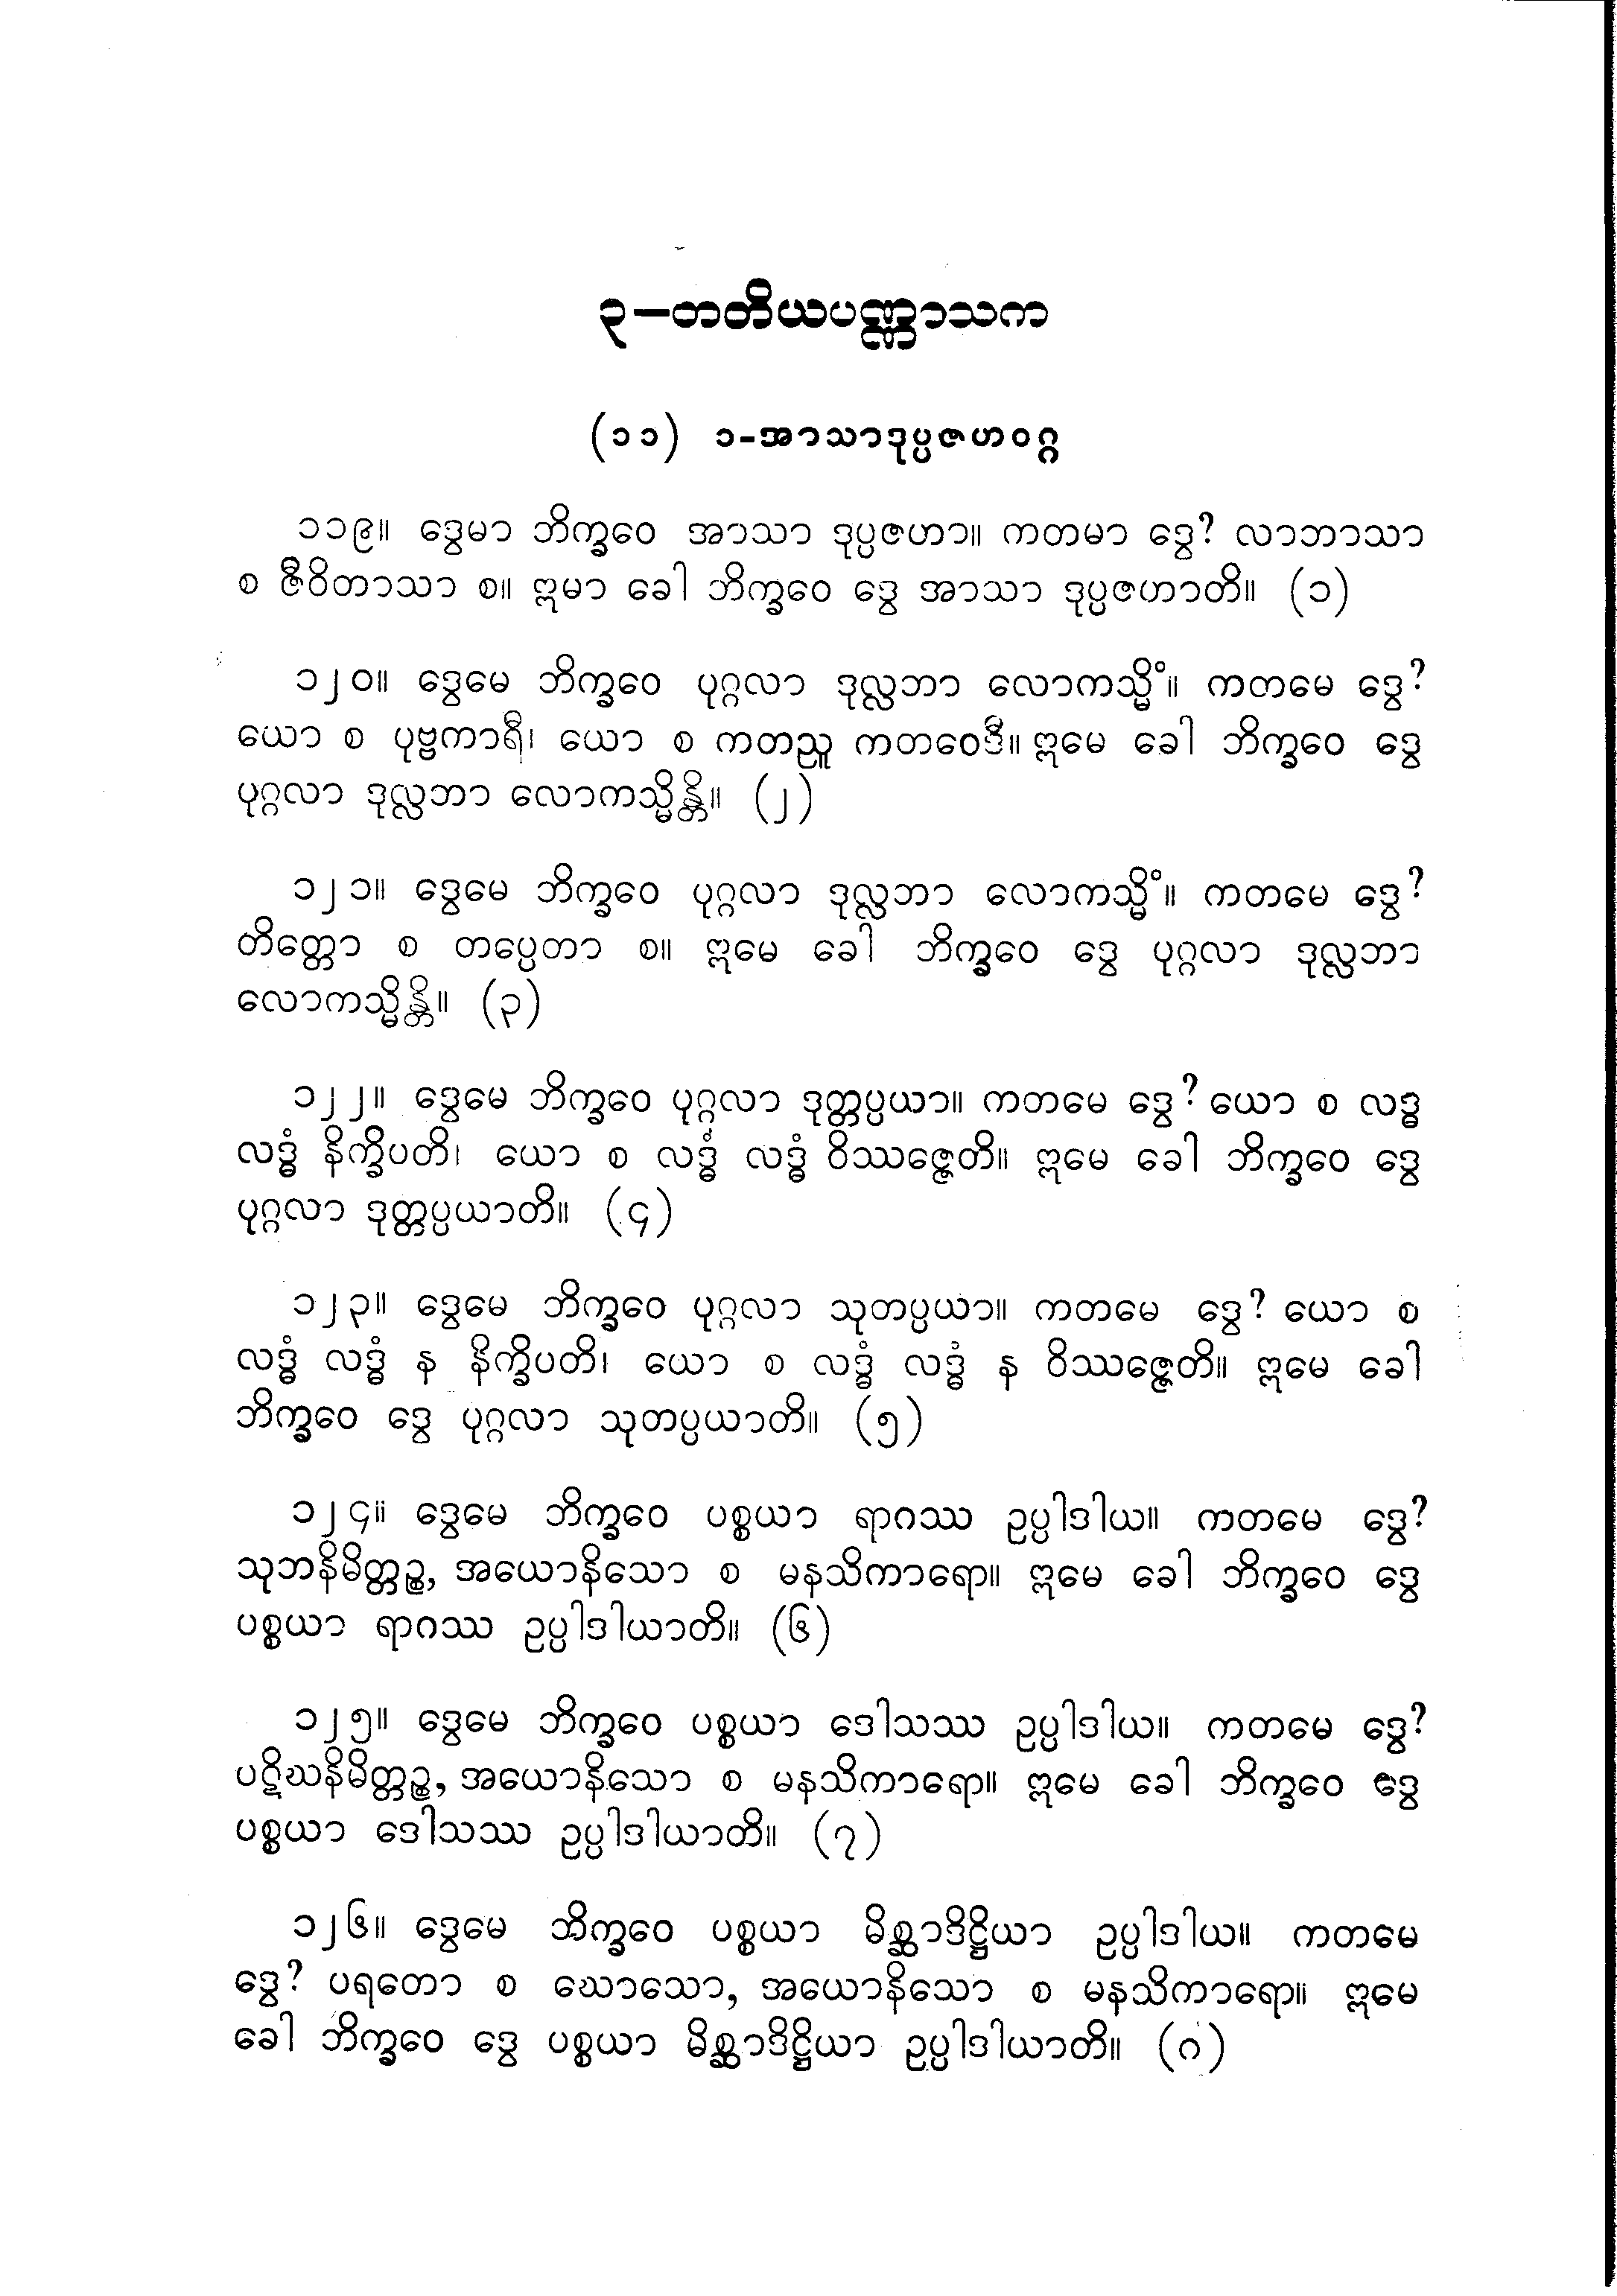 ၃–တတိယပဏ္ဏာသက
(၁၁) ၁-အာသာဒုပ္ပဇဟဝဂ္ဂ
၁၁၉။ ဒွေမာ ဘိက္ခဝေ အာသာ ဒုပ္ပဇဟာ။ ကတမာ ဒွေ? လာဘာသာ
စ ဇီဝိတာသာ စ။ ဣမာ ခေါ ဘိက္ခဝေ ဒွေ အာသာ ဒုပ္ပဇဟာတိ။ (၁)
၁၂၀။ ဒွေမေ ဘိက္ခဝေ ပုဂ္ဂလာ ဒုလ္လဘာ လောကသ္မိံ။ ကတမေ ဒွေ?
ယော စ ပုဗ္ဗကာရီ၊ ယော စ ကတညူ ကတဝေဒီ။ ဣမေ ခေါ ဘိက္ခဝေ ဒွေ
ပုဂ္ဂလာ ဒုလ္လဘာ လောကသ္မိန္တိ။ (၂)
၁၂၁။ ဒွေမေ ဘိက္ခဝေ ပုဂ္ဂလာ ဒုလ္လဘာ လောကသ္မိံ။ ကတမေ ဒွေ?
တိတ္တော စ တပ္ပေတာ စ။ ဣမေ ခေါ ဘိက္ခဝေ ဒွေ ပုဂ္ဂလာ ဒုလ္လဘာ
လောကသ္မိန္တိ။ (၃)
၁၂၂။ ဒွေမေ ဘိက္ခဝေ ပုဂ္ဂလာ ဒုတ္တပ္ပယာ။ ကတမေ ဒွေ? ယော စ လဒ္ဓ
လဒ္ဓံ နိက္ခိပတိ၊ ယော စ လဒ္ဓံ လဒ္ဓံ ဝိဿဇ္ဇေတိ။ ဣမေ ခေါ ဘိက္ခဝေ ဒွေ
ပုဂ္ဂလာ ဒုတ္တပ္ပယာတိ။ (၄)
၁၂၃။ ဒွေမေ ဘိက္ခဝေ ပုဂ္ဂလာ သုတပ္ပယာ။ ကတမေ ဒွေ? ယော စ
လဒ္ဓံ လဒ္ဓံ န နိက္ခိပတိ၊ ယော စ လဒ္ဓံ လဒ္ဓံ န ဝိဿဇ္ဇေတိ။ ဣမေ ခေါ
ဘိက္ခဝေ ဒွေ ပုဂ္ဂလာ သုတပ္ပယာတိ။ (၅)
၁၂၄။ ဒွေမေ ဘိက္ခဝေ ပစ္စယာ ရာဂဿ ဥပ္ပါဒါယ။ ကတမေ ဒွေ?
သုဘနိမိတ္တဉ္စ, အယောနိသော စ မနသိကာရော။ ဣမေ ခေါ ဘိက္ခဝေ ဒွေ
ပစ္စယာ ရာဂဿ ဥပ္ပါဒါယာတိ။ (၆)
၁၂၅။ ဒွေမေ ဘိက္ခဝေ ပစ္စယာ ဒေါသဿ ဥပ္ပါဒါယ။ ကတမေ ဒွေ?
ပဋိဃနိမိတ္တဉ္စ, အယောနိသော စ မနသိကာရော။ ဣမေ ခေါ ဘိက္ခဝေ ဒွေ
ပစ္စယာ ဒေါသဿ ဥပ္ပါဒါယာတိ။ (၇)
၁၂၆။ ဒွေမေ ဘိက္ခဝေ ပစ္စယာ မိစ္ဆာဒိဋ္ဌိယာ ဥပ္ပါဒါယ။ ကတမေ
ဒွေ? ပရတော စ ဃောသော, အယောနိသော စ မနသိကာရော။ ဣမေ
ခေါ ဘိက္ခဝေ ဒွေ ပစ္စယာ မိစ္ဆာဒိဋ္ဌိယာ ဥပ္ပါဒါယာတိ။ (၈)